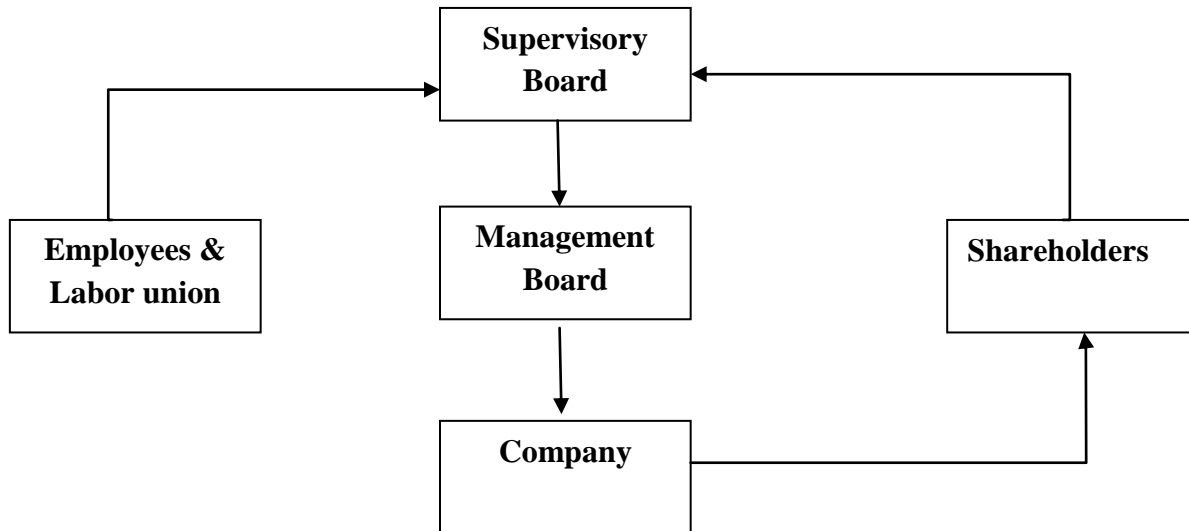 Supervisory
Board
Employees &
Labor union
Management
Board
Shareholders
Company